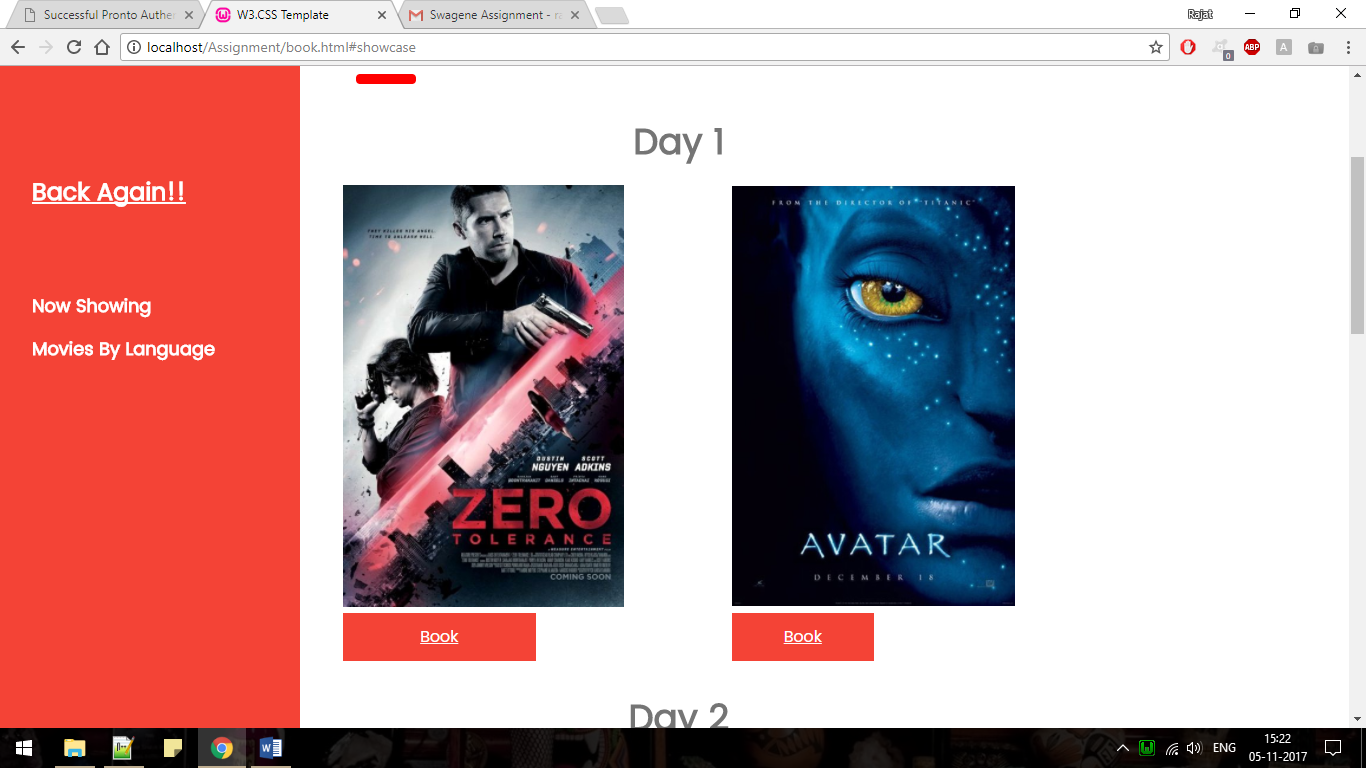 Successful Pronto Auther
W3.CSS Template
Swagene Assignment - ra
Rajat
localhost/Assignment/book.html#showcase
0
ABP
A
Back Again!!
Now Showing
Movies By Language
Day 1
THEY KILLED HIS ANGEL.
TIME TO UNLEASH HELL.
DUSTIN NGUYEN
SCOTT ADKINS
ZERO
TOLERANCE
COMING SOON
FROM THE DIRECTOR OF "TITANIC"
AVATAR
DECEMBER 18
Book
Book
Day 2
ENG
15:22
05-11-2017